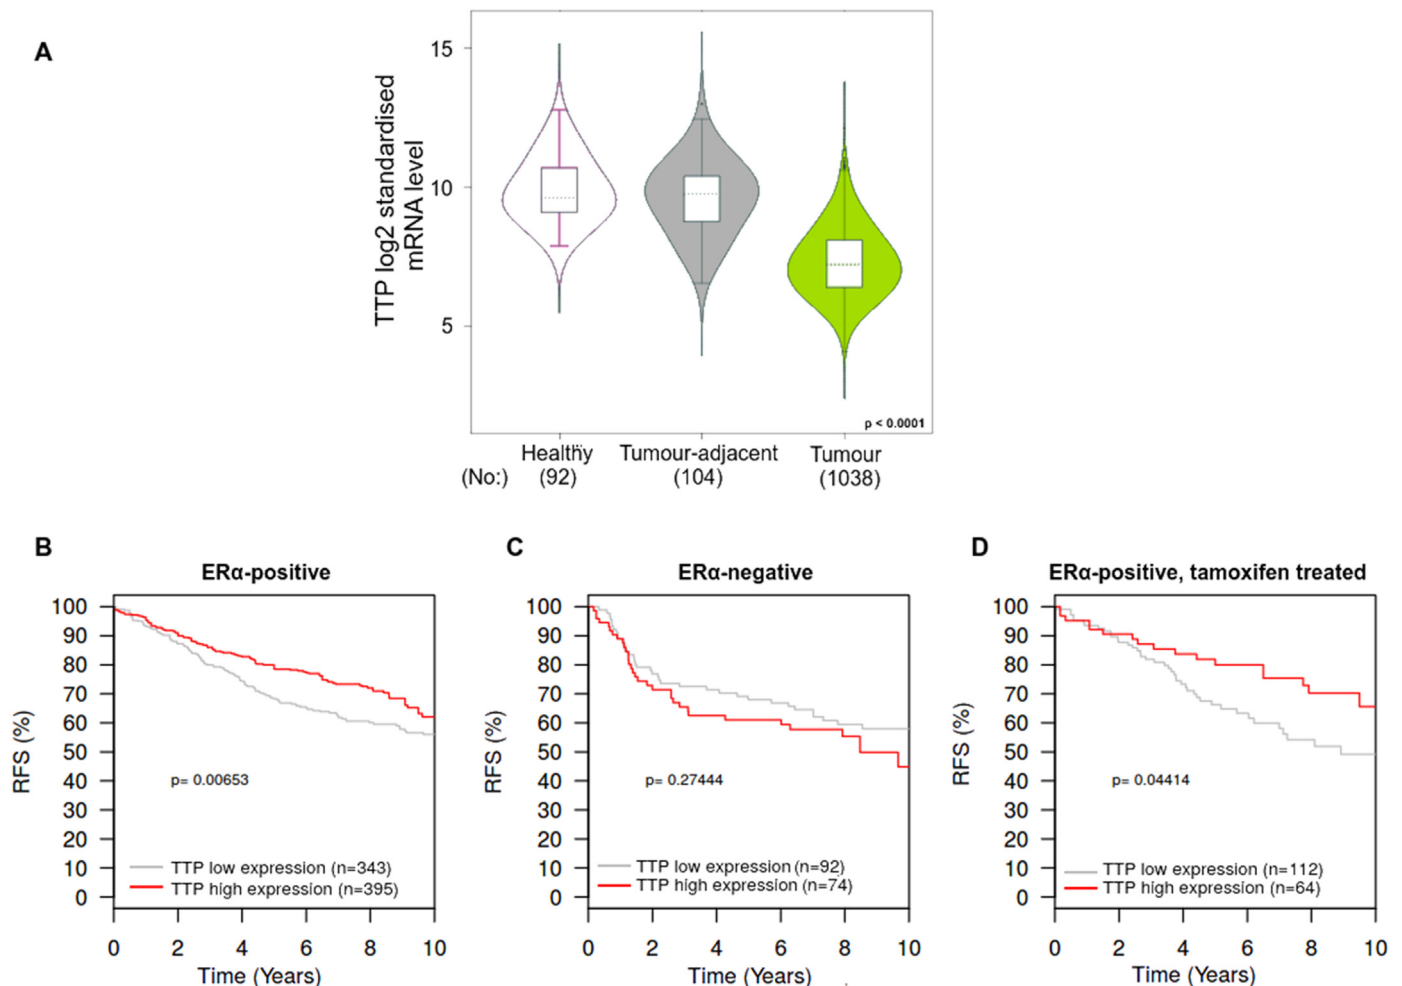 A
TTP log2 standardised
mRNA level
15
10
5
p < 0.0001
Healthy Tumour-adjacent Tumour
(No:) (92) (104) (1038)
B
ERα-positive
RFS (%)
100
90
80
70
60
50
40
30
20
10
0
p= 0.00653
TTP low expression (n=343)
TTP high expression (n=395)
0 2 4 6 8 10
Time (Years)
C
ERα-negative
RFS (%)
100
90
80
70
60
50
40
30
20
10
0
p= 0.27444
TTP low expression (n=92)
TTP high expression (n=74)
0 2 4 6 8 10
Time (Years)
D
ERα-positive, tamoxifen treated
RFS (%)
100
90
80
70
60
50
40
30
20
10
0
p= 0.04414
TTP low expression (n=112)
TTP high expression (n=64)
0 2 4 6 8 10
Time (Years)